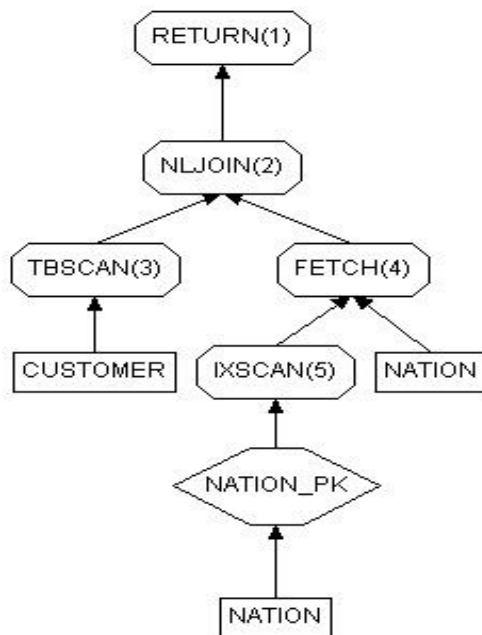 RETURN(1)
NLJOIN(2)
TBSCAN(3)
FETCH(4)
CUSTOMER
IXSCAN(5)
NATION
NATION_PK
NATION